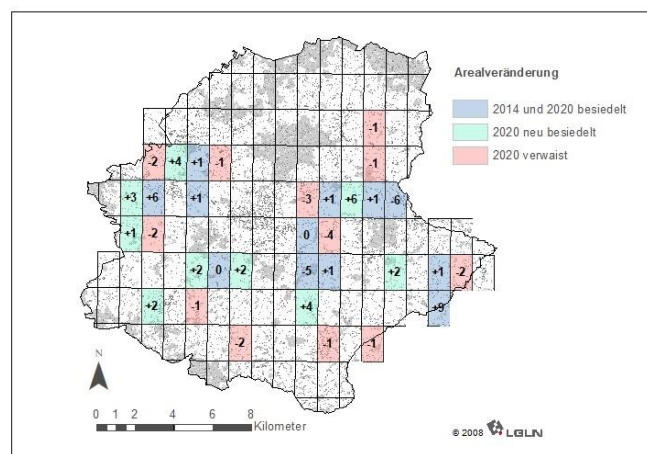 Arealveränderung
2014 und 2020 besiedelt
2020 neu besiedelt
2020 verwaist
-1
-2 +4 +1 -1 -1
+3 +6 +1 -3 +1 +6 +1 -6
+1 -2 0 -4
+2 0 +2 -5 +1 +2 +1 -2
+2 -1 +4 +9
-2 -1 -1
N
0 1 2 4 6 8
Kilometer
© 2008 LGLN